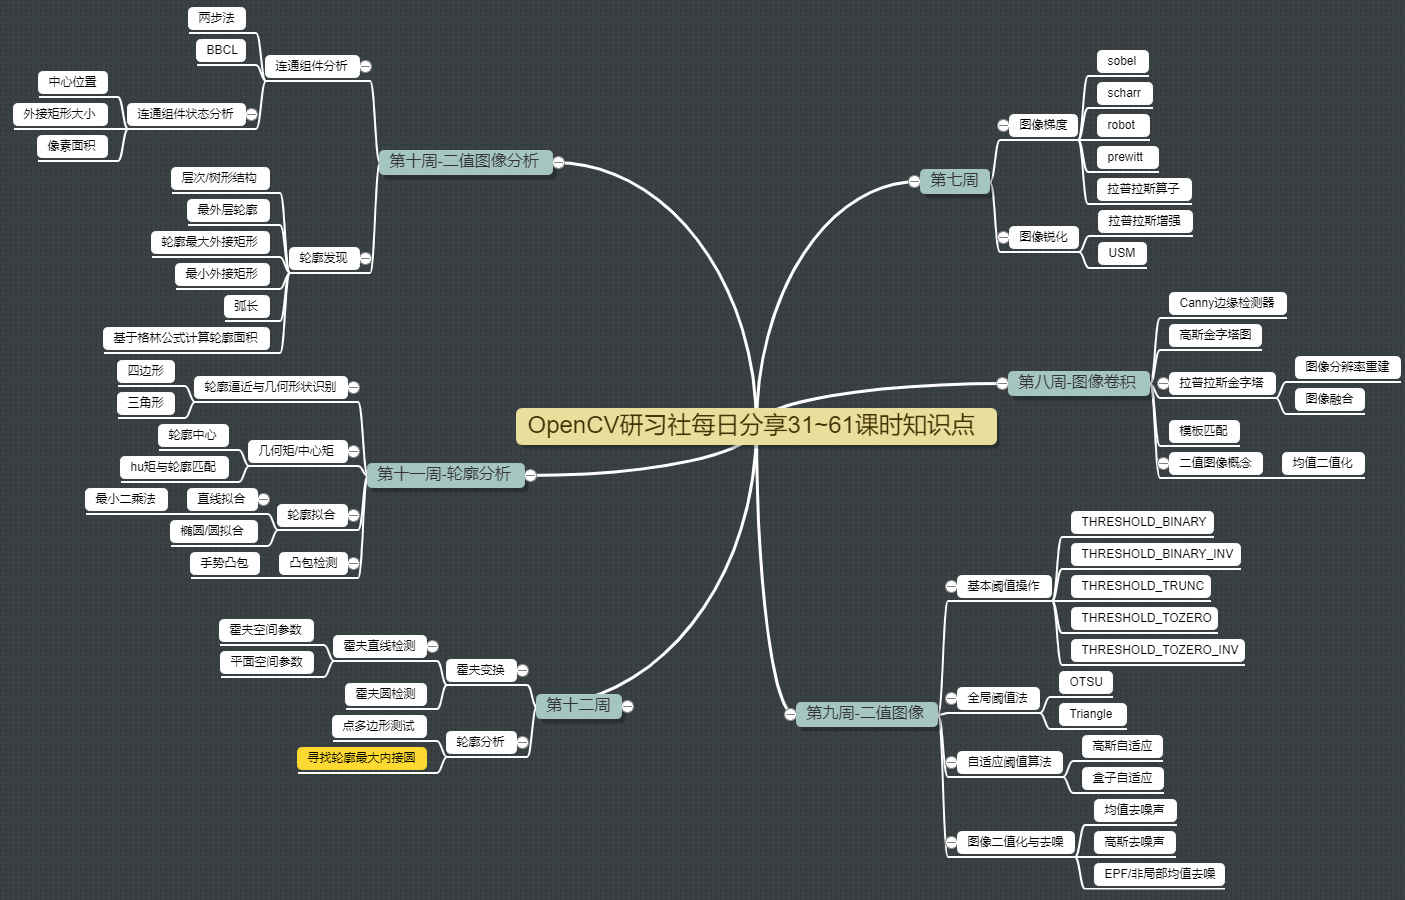 OpenCV研习社每日分享31~61课时知识点
第七周
图像梯度
sobel
scharr
robot
prewitt
拉普拉斯算子
图像锐化
拉普拉斯增强
USM
第八周-图像卷积
Canny边缘检测器
高斯金字塔图
拉普拉斯金字塔
图像分辨率重建
图像融合
模板匹配
二值图像概念
均值二值化
第九周-二值图像
基本阈值操作
THRESHOLD_BINARY
THRESHOLD_BINARY_INV
THRESHOLD_TRUNC
THRESHOLD_TOZERO
THRESHOLD_TOZERO_INV
全局阈值法
OTSU
Triangle
自适应阈值算法
高斯自适应
盒子自适应
图像二值化与去噪
均值去噪声
高斯去噪声
EPF/非局部均值去噪
第十周-二值图像分析
连通组件分析
两步法
BBCL
连通组件状态分析
中心位置
外接矩形大小
像素面积
轮廓发现
层次/树形结构
最外层轮廓
轮廓最大外接矩形
最小外接矩形
弧长
基于格林公式计算轮廓面积
第十一周-轮廓分析
轮廓逼近与几何形状识别
四边形
三角形
几何矩/中心矩
轮廓中心
hu矩与轮廓匹配
轮廓拟合
直线拟合
最小二乘法
椭圆/圆拟合
凸包检测
手势凸包
第十二周
霍夫变换
霍夫直线检测
霍夫空间参数
平面空间参数
霍夫圆检测
轮廓分析
点多边形测试
寻找轮廓最大内接圆